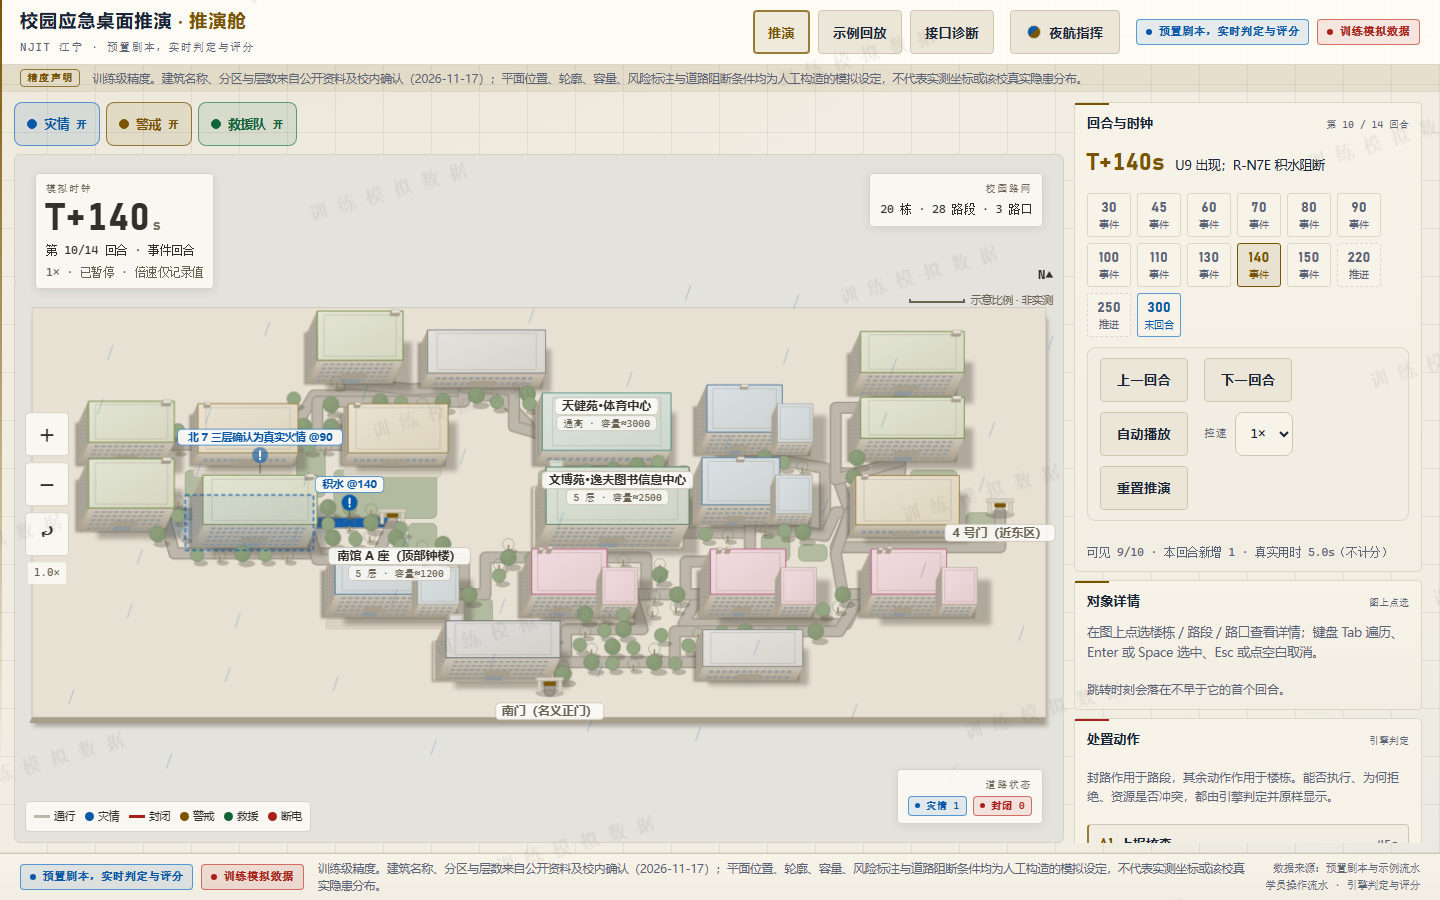 校园应急桌面推演 · 推演舱
NJIT 江宁 · 预置剧本，实时判定与评分
推演
示例回放
接口诊断
夜航指挥
预置剧本，实时判定与评分
训练模拟数据
精度声明
训练级精度。建筑名称、分区与层数来自公开资料及校内确认（2026-11-17）；平面位置、轮廓、容量、风险标注与道路阻断条件均为人工构造的模拟设定，不代表实测坐标或该校真实隐患分布。
灾情 开
警戒 开
救援队 开
模拟时钟
T+140s
第 10/14 回合 · 事件回合
1× · 已暂停 · 倍速仅记录值
校园路网
20 栋 · 28 路段 · 3 路口
N▲
示意比例 · 非实测
+
−
1.0×
北 7 三层确认为真实火情 @90
积水 @140
天健苑·体育中心
通高 · 容量≈3000
文博苑·逸夫图书信息中心
5 层 · 容量≈2500
南馆 A 座（顶部钟楼）
5 层 · 容量≈1200
4 号门（近东区）
南门（名义正门）
通行
灾情
封闭
警戒
救援
断电
道路状态
灾情 1
封闭 0
回合与时钟
第 10 / 14 回合
T+140s U9 出现；R-N7E 积水阻断
30 事件
45 事件
60 事件
70 事件
80 事件
90 事件
100 事件
110 事件
130 事件
140 事件
150 事件
220 推进
250 推进
300 末回合
上一回合
下一回合
自动播放
控速
1×
重置推演
可见 9/10 · 本回合新增 1 · 真实用时 5.0s（不计分）
对象详情
图上点选
在图上点选楼栋 / 路段 / 路口查看详情；键盘 Tab 遍历、
Enter 或 Space 选中、Esc 或点空白取消。
跳转时刻会落在不早于它的首个回合。
处置动作
引擎判定
封路作用于路段，其余动作作用于楼栋。能否执行、为何拒
绝、资源是否冲突，都由引擎判定并原样显示。
预置剧本，实时判定与评分
训练模拟数据
训练级精度。建筑名称、分区与层数来自公开资料及校内确认（2026-11-17）；平面位置、轮廓、容量、风险标注与道路阻断条件均为人工构造的模拟设定，不代表实测坐标或该校真
实隐患分布。
数据来源：预置剧本与示例流水
学员操作流水 · 引擎判定与评分